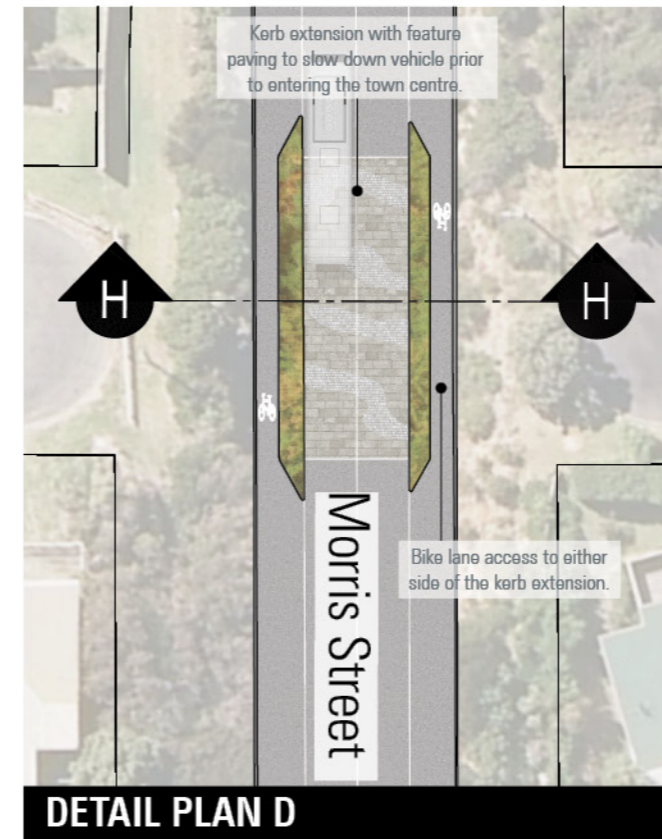 Kerb extension with feature
paving to slow down vehicle prior
to entering the town centre.
H
H
Morris Street
Bike lane access to either
side of the kerb extension.
DETAIL PLAN D